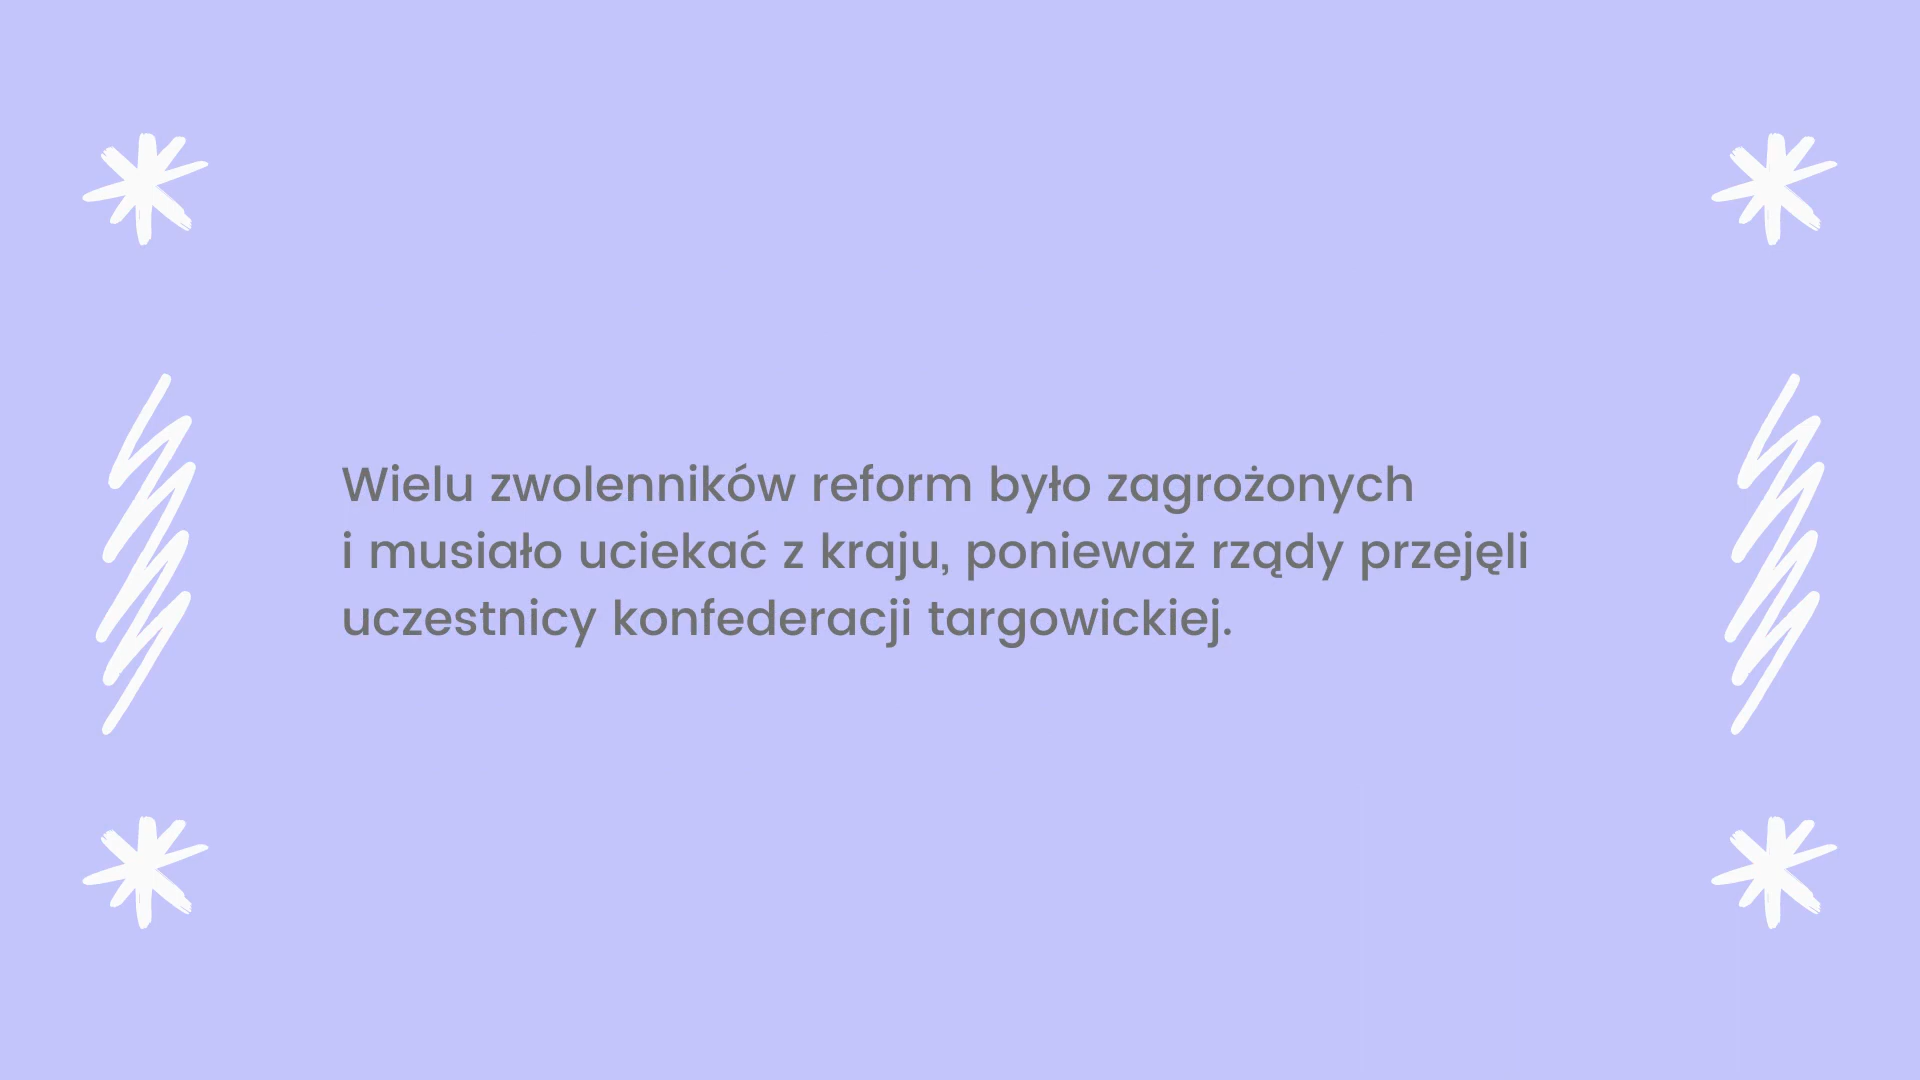 Wielu zwolenników reform było zagrożonych
i musiało uciekać z kraju, ponieważ rządy przejęli
uczestnicy konfederacji targowickiej.